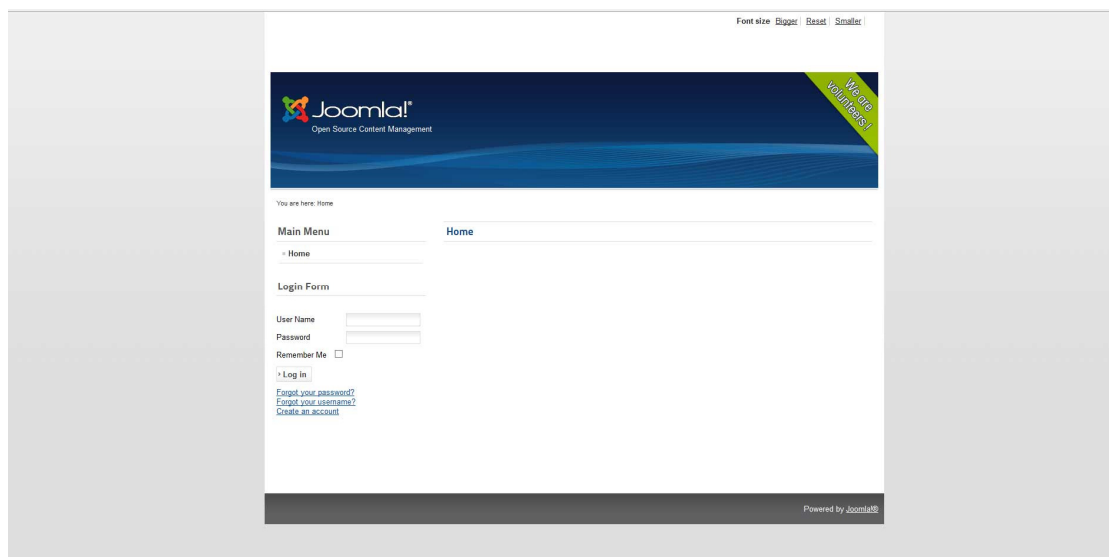 Font size Bigger Reset Smaller
We are
volunteers!
Joomla!®
Open Source Content Management
You are here: Home
Main Menu
Home
Login Form
User Name
Password
Remember Me
Log in
Forgot your password?
Forgot your username?
Create an account
Home
Powered by Joomla!®